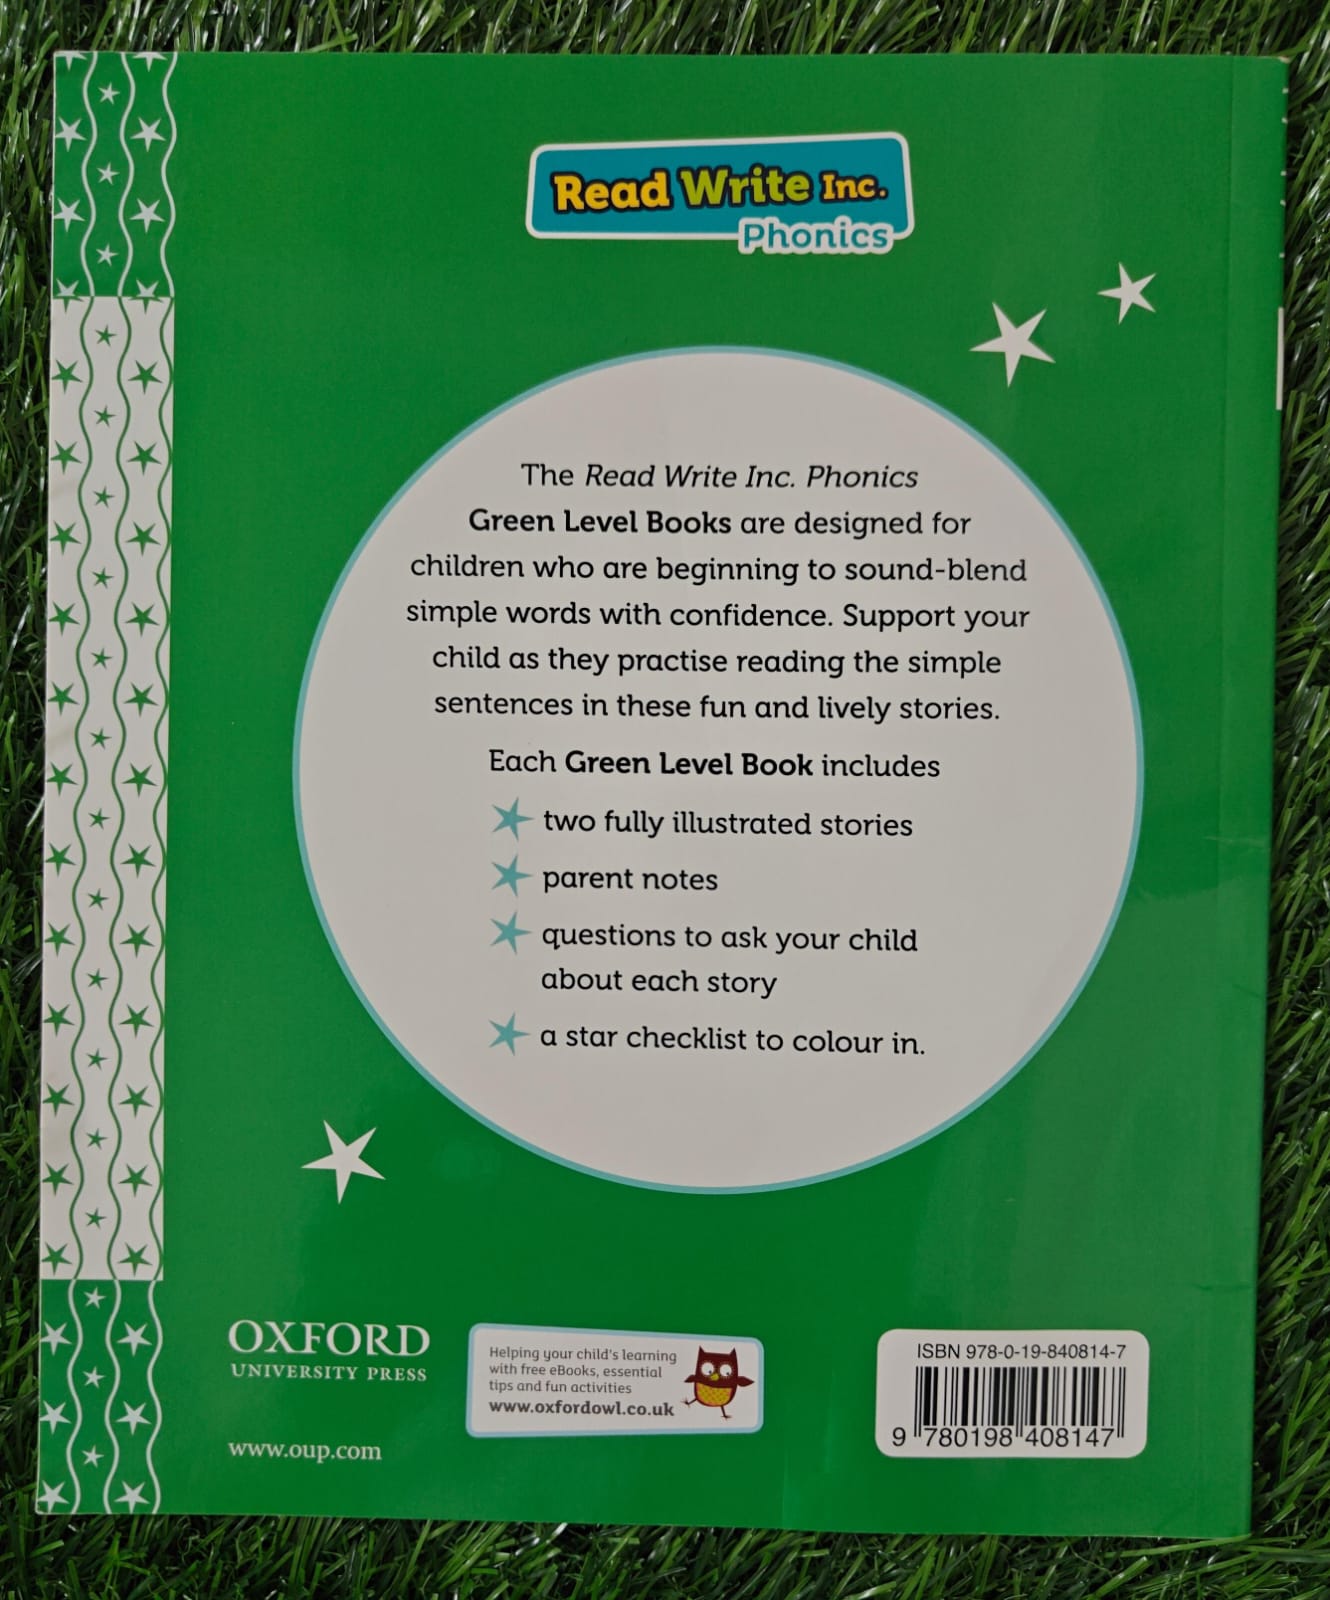 Read Write Inc.
Phonics
The Read Write Inc. Phonics
Green Level Books are designed for
children who are beginning to sound-blend
simple words with confidence. Support your
child as they practise reading the simple
sentences in these fun and lively stories.
Each Green Level Book includes
two fully illustrated stories
parent notes
questions to ask your child
about each story
a star checklist to colour in.
OXFORD
UNIVERSITY PRESS
www.oup.com
Helping your child's learning
with free eBooks, essential
tips and fun activities
www.oxfordowl.co.uk
ISBN 978-0-19-840814-7
9 780198 408147